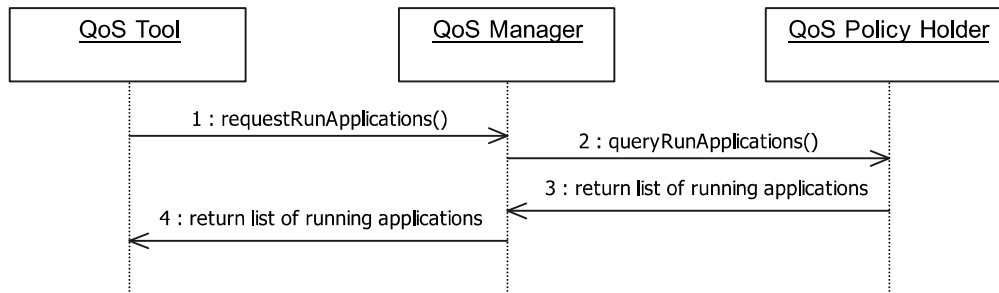 QoS Tool
QoS Manager
QoS Policy Holder
1 : requestRunApplications()
2 : queryRunApplications()
3 : return list of running applications
4 : return list of running applications